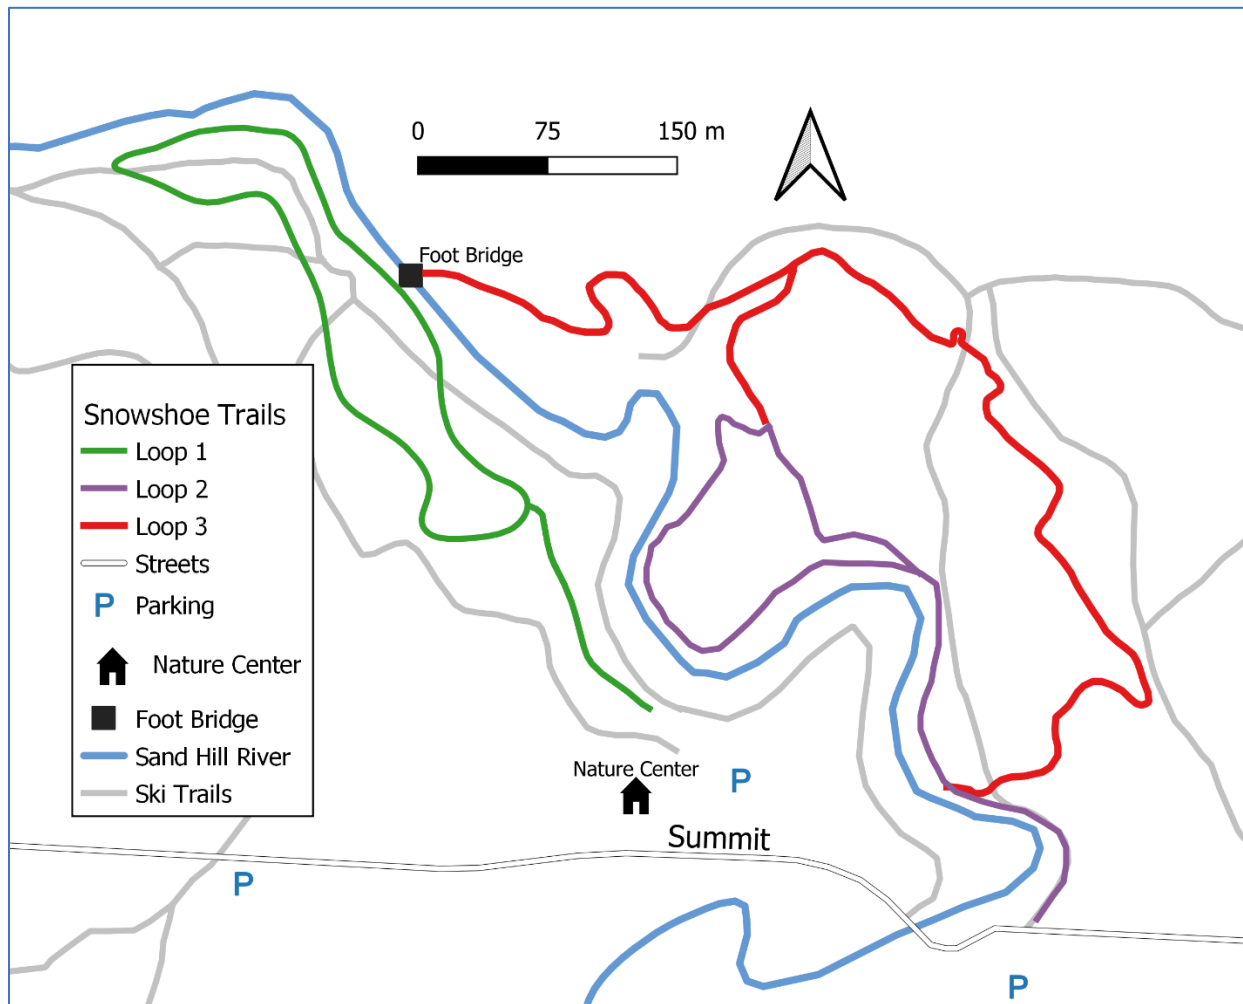 0 75 150 m
Foot Bridge
Snowshoe Trails
Loop 1
Loop 2
Loop 3
Streets
P Parking
Nature Center
Foot Bridge
Sand Hill River
Ski Trails
Nature Center
P
Summit
P
P